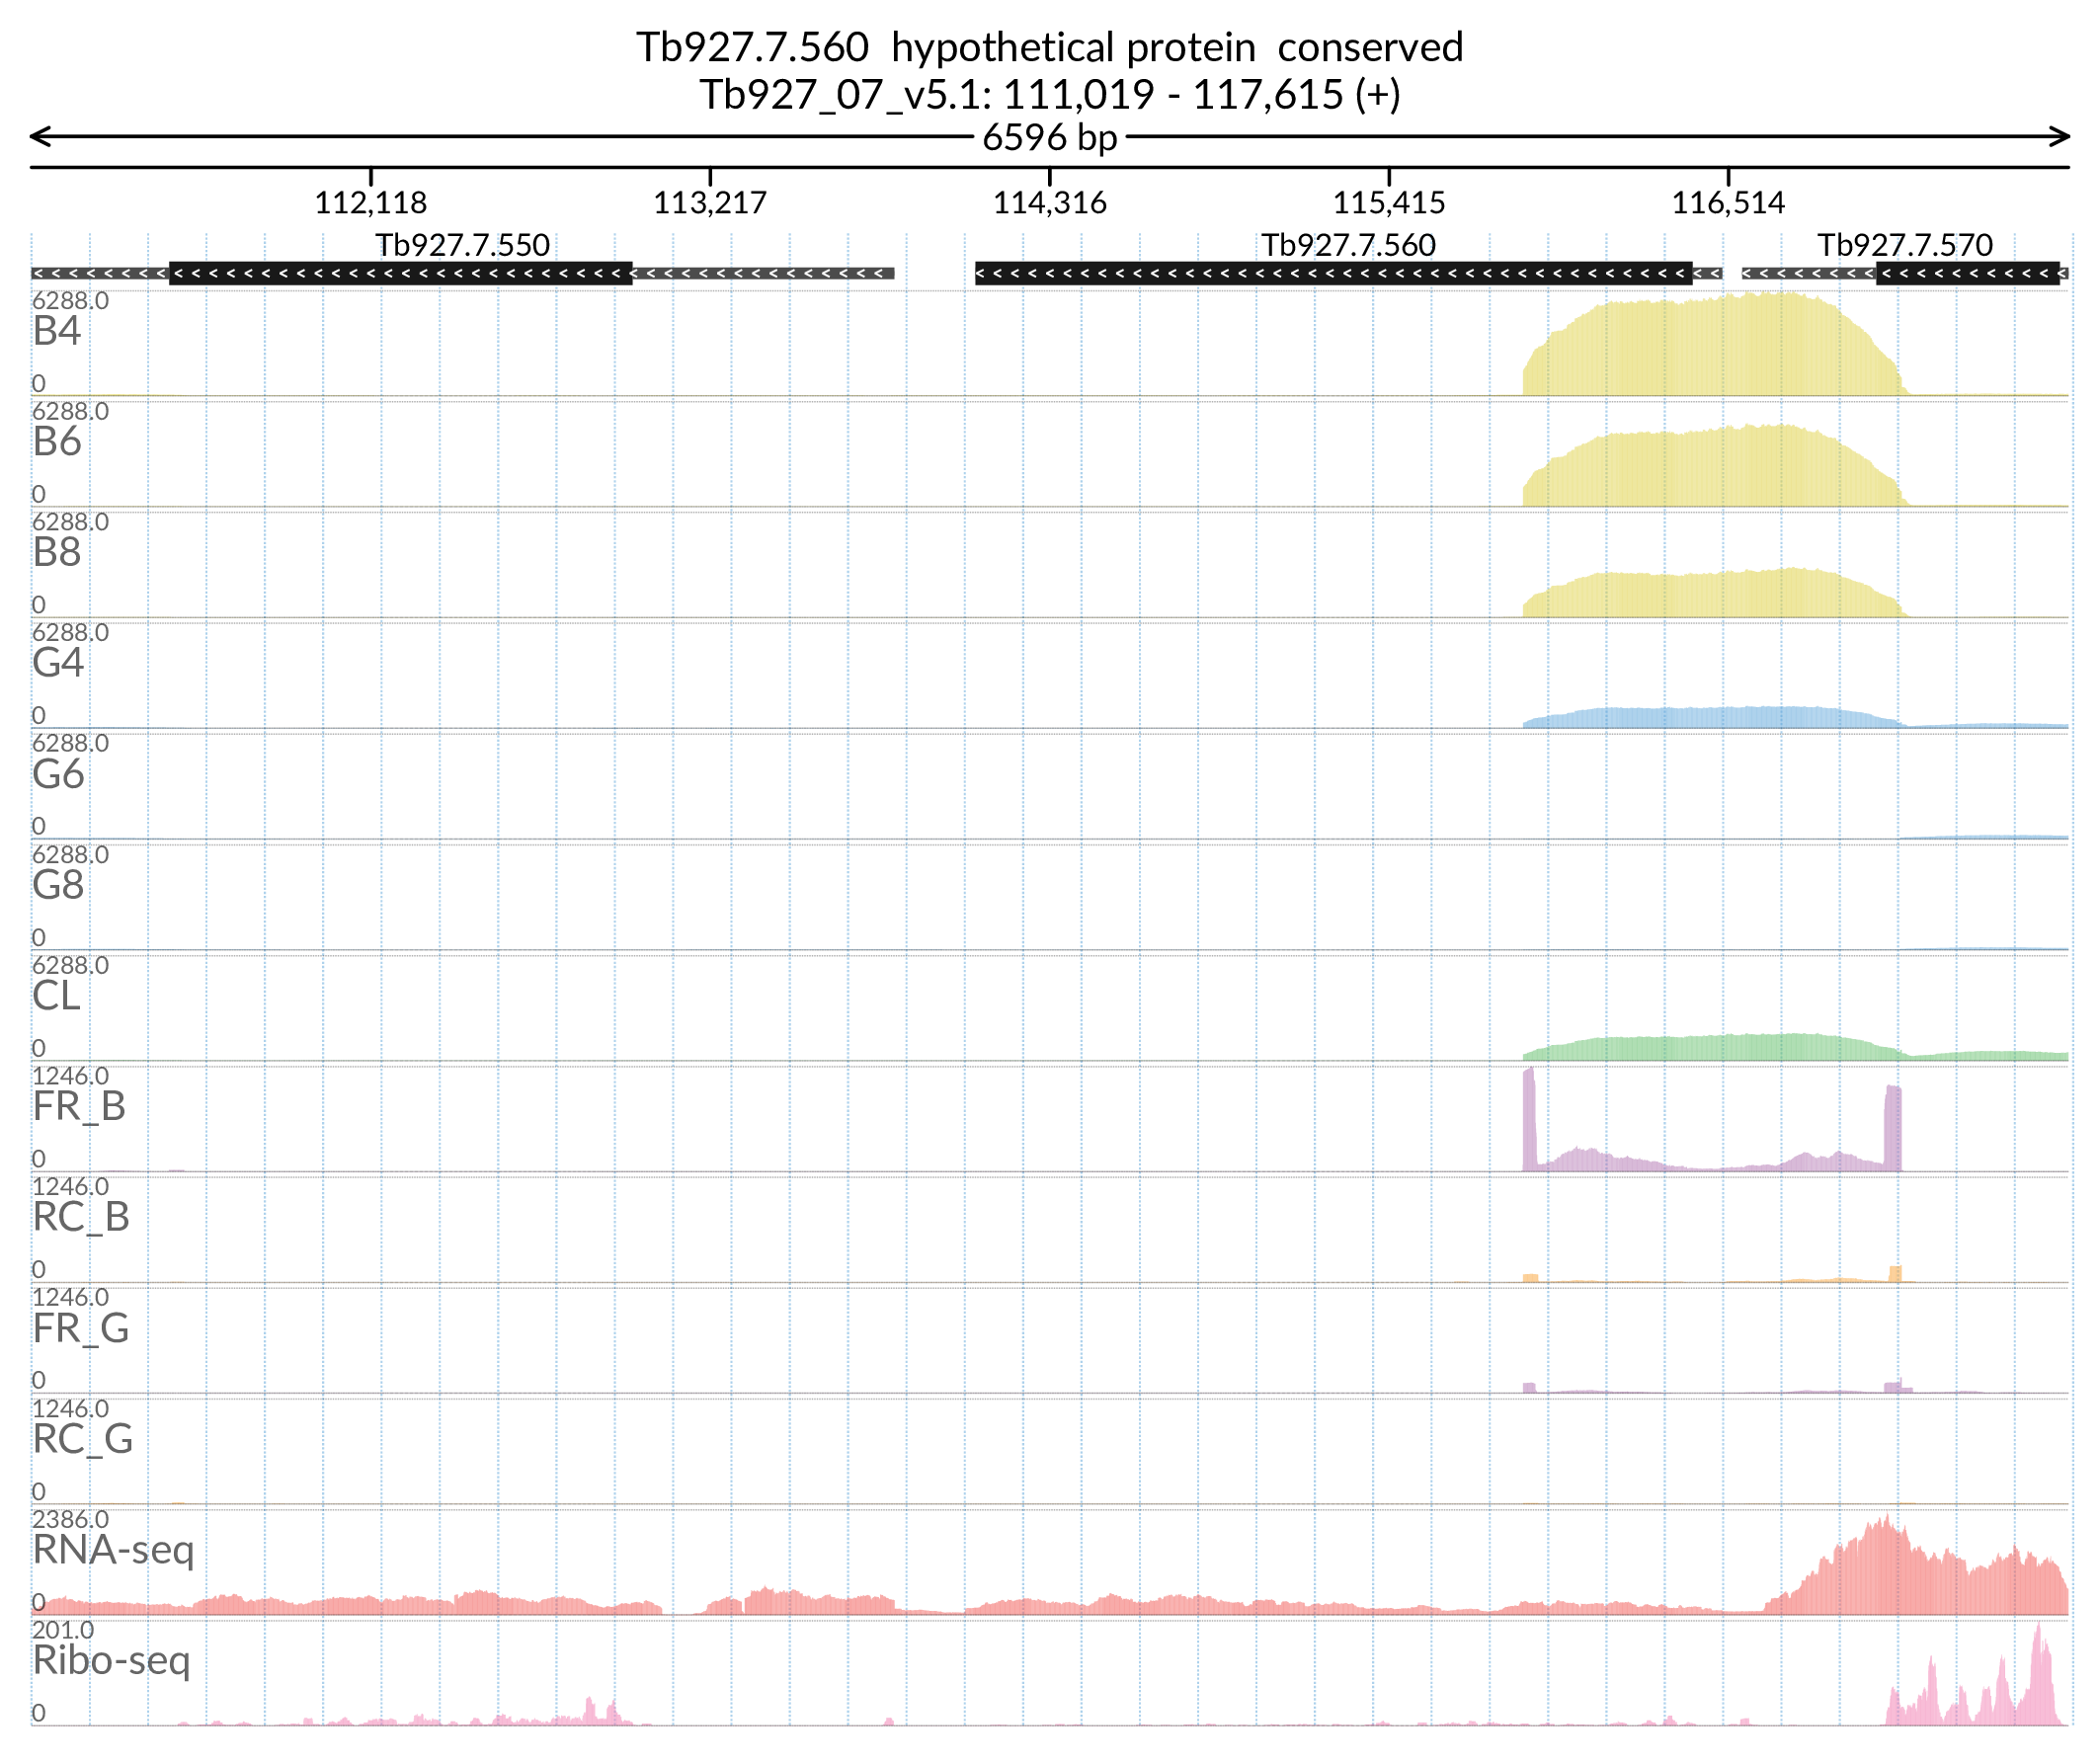 Tb927.7.560  hypothetical protein  conserved
Tb927_07_v5.1: 111,019 - 117,615 (+)
6596 bp
112,118 113,217 114,316 115,415 116,514
Tb927.7.550 Tb927.7.560 Tb927.7.570
6288.0
B4
0
6288.0
B6
0
6288.0
B8
0
6288.0
G4
0
6288.0
G6
0
6288.0
G8
0
6288.0
CL
0
1246.0
FR_B
0
1246.0
RC_B
0
1246.0
FR_G
0
1246.0
RC_G
0
2386.0
RNA-seq
0
201.0
Ribo-seq
0